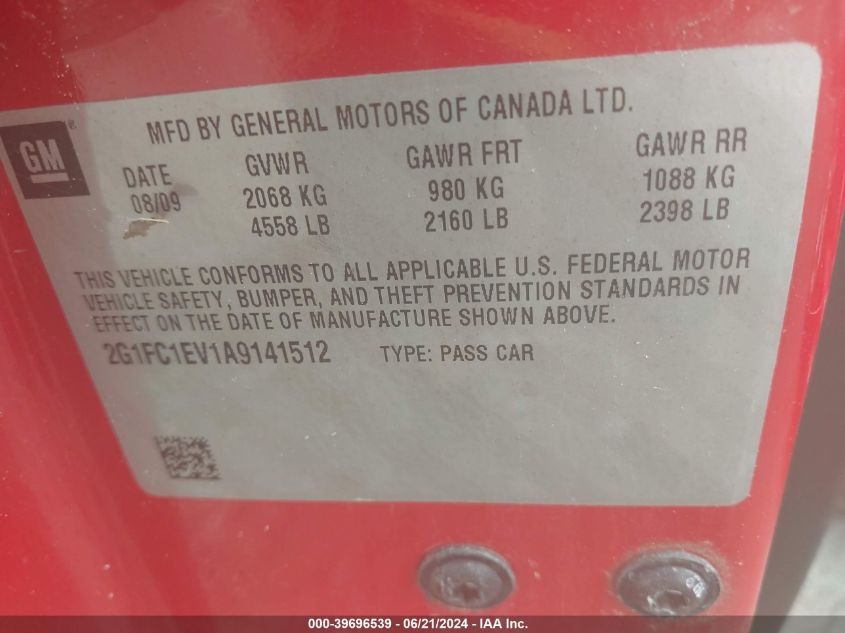 MFD BY GENERAL MOTORS OF CANADA LTD.
GM®
DATE GVWR GAWR FRT GAWR RR
08/09 2068 KG 980 KG 1088 KG
4558 LB 2160 LB 2398 LB
THIS VEHICLE CONFORMS TO ALL APPLICABLE U.S. FEDERAL MOTOR
VEHICLE SAFETY, BUMPER, AND THEFT PREVENTION STANDARDS IN
EFFECT ON THE DATE OF MANUFACTURE SHOWN ABOVE.
2G1FC1EV1A9141512 TYPE: PASS CAR
000-39696539 - 06/21/2024 - IAA Inc.